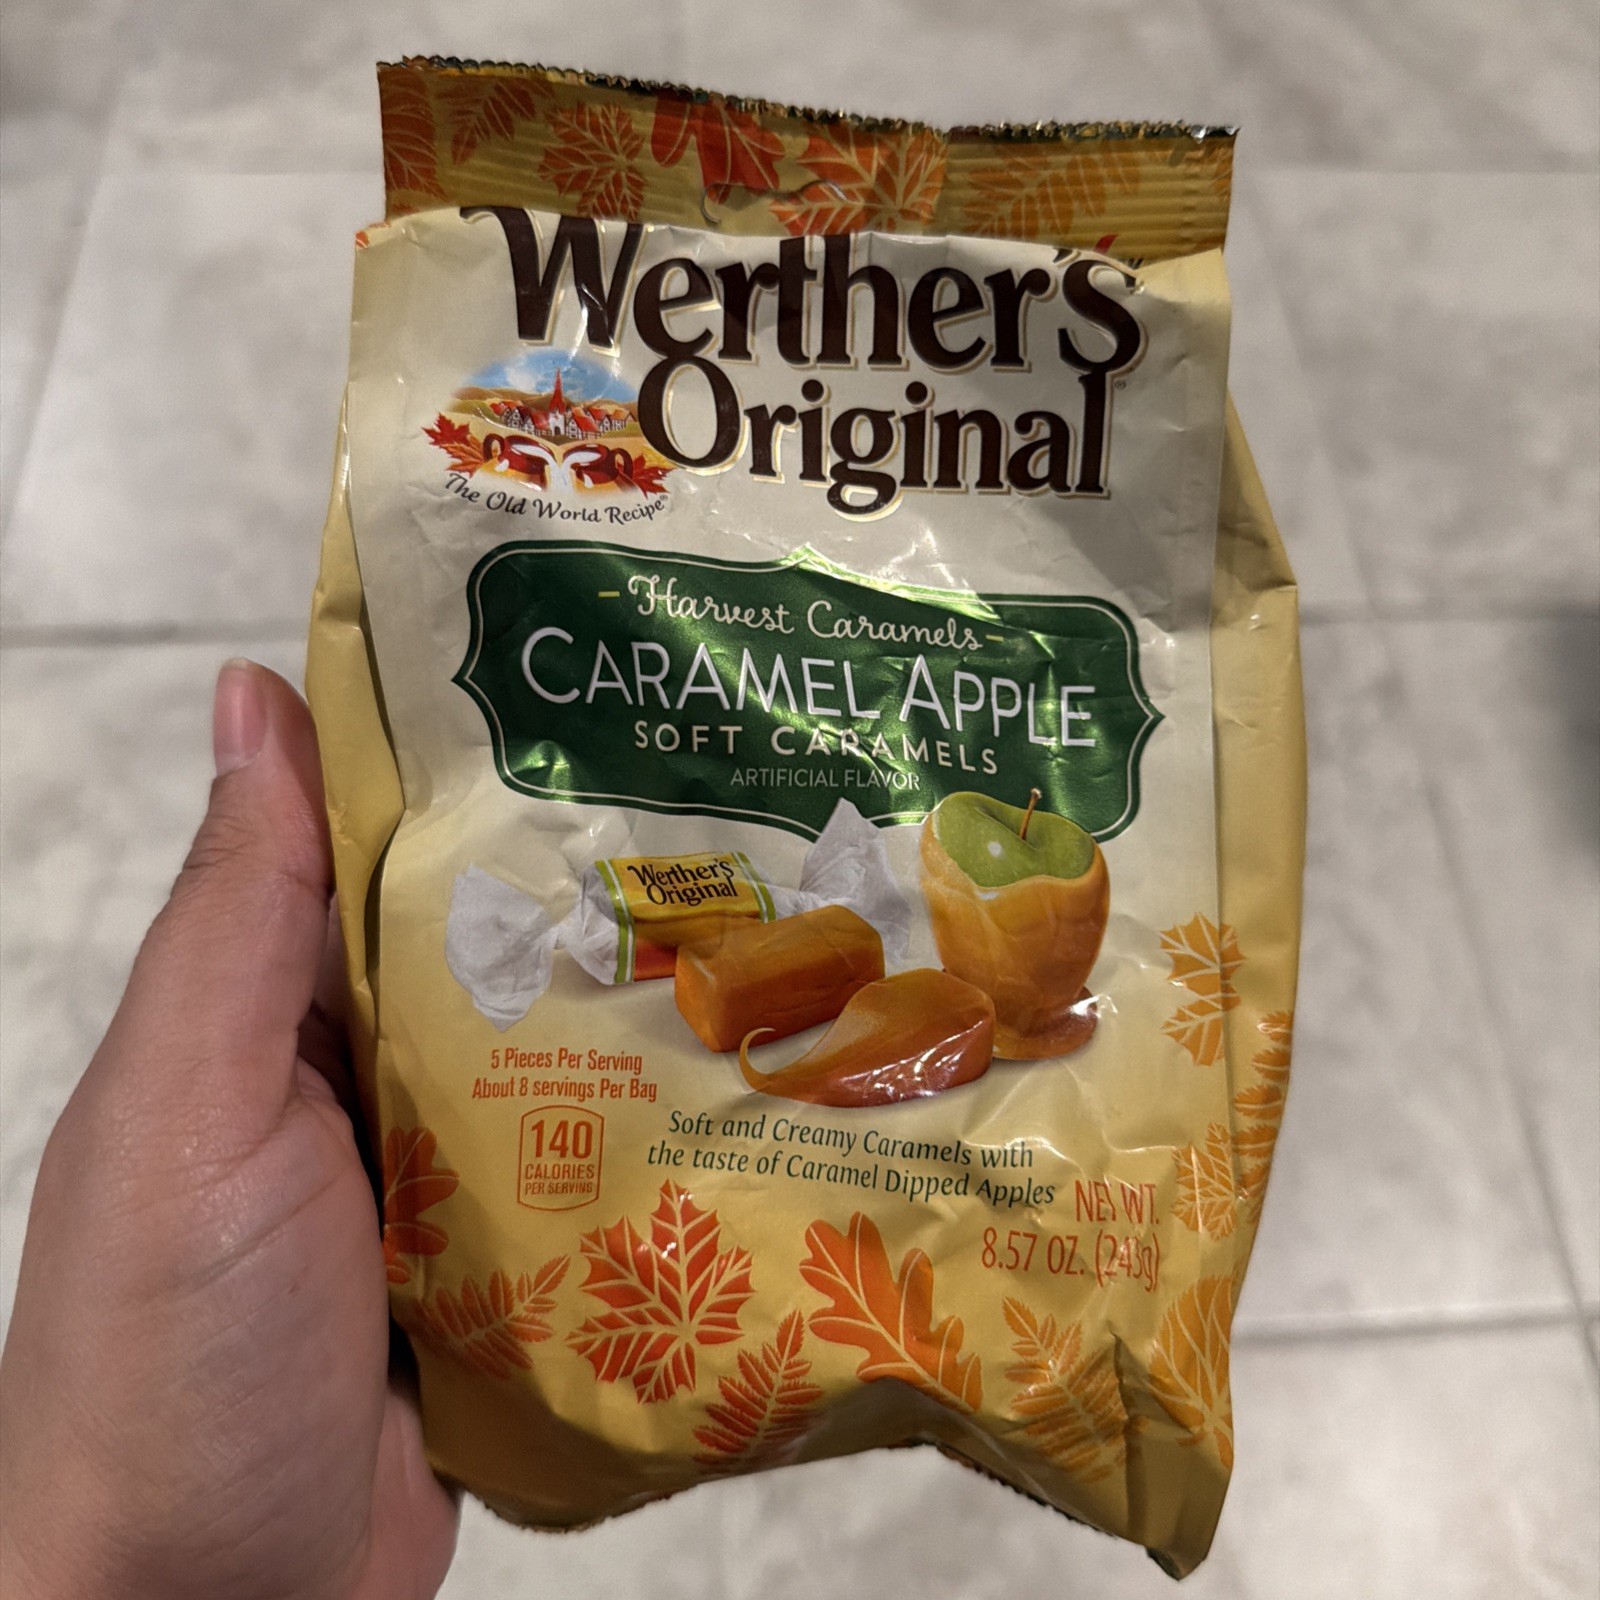 Werther's
Original®
The Old World Recipe®
Harvest Caramels
CARAMEL APPLE
SOFT CARAMELS
ARTIFICIAL FLAVOR
Werther's
Original
5 Pieces Per Serving
About 8 servings Per Bag
140
CALORIES
PER SERVING
Soft and Creamy Caramels with
the taste of Caramel Dipped Apples
NET WT.
8.57 OZ. (243g)